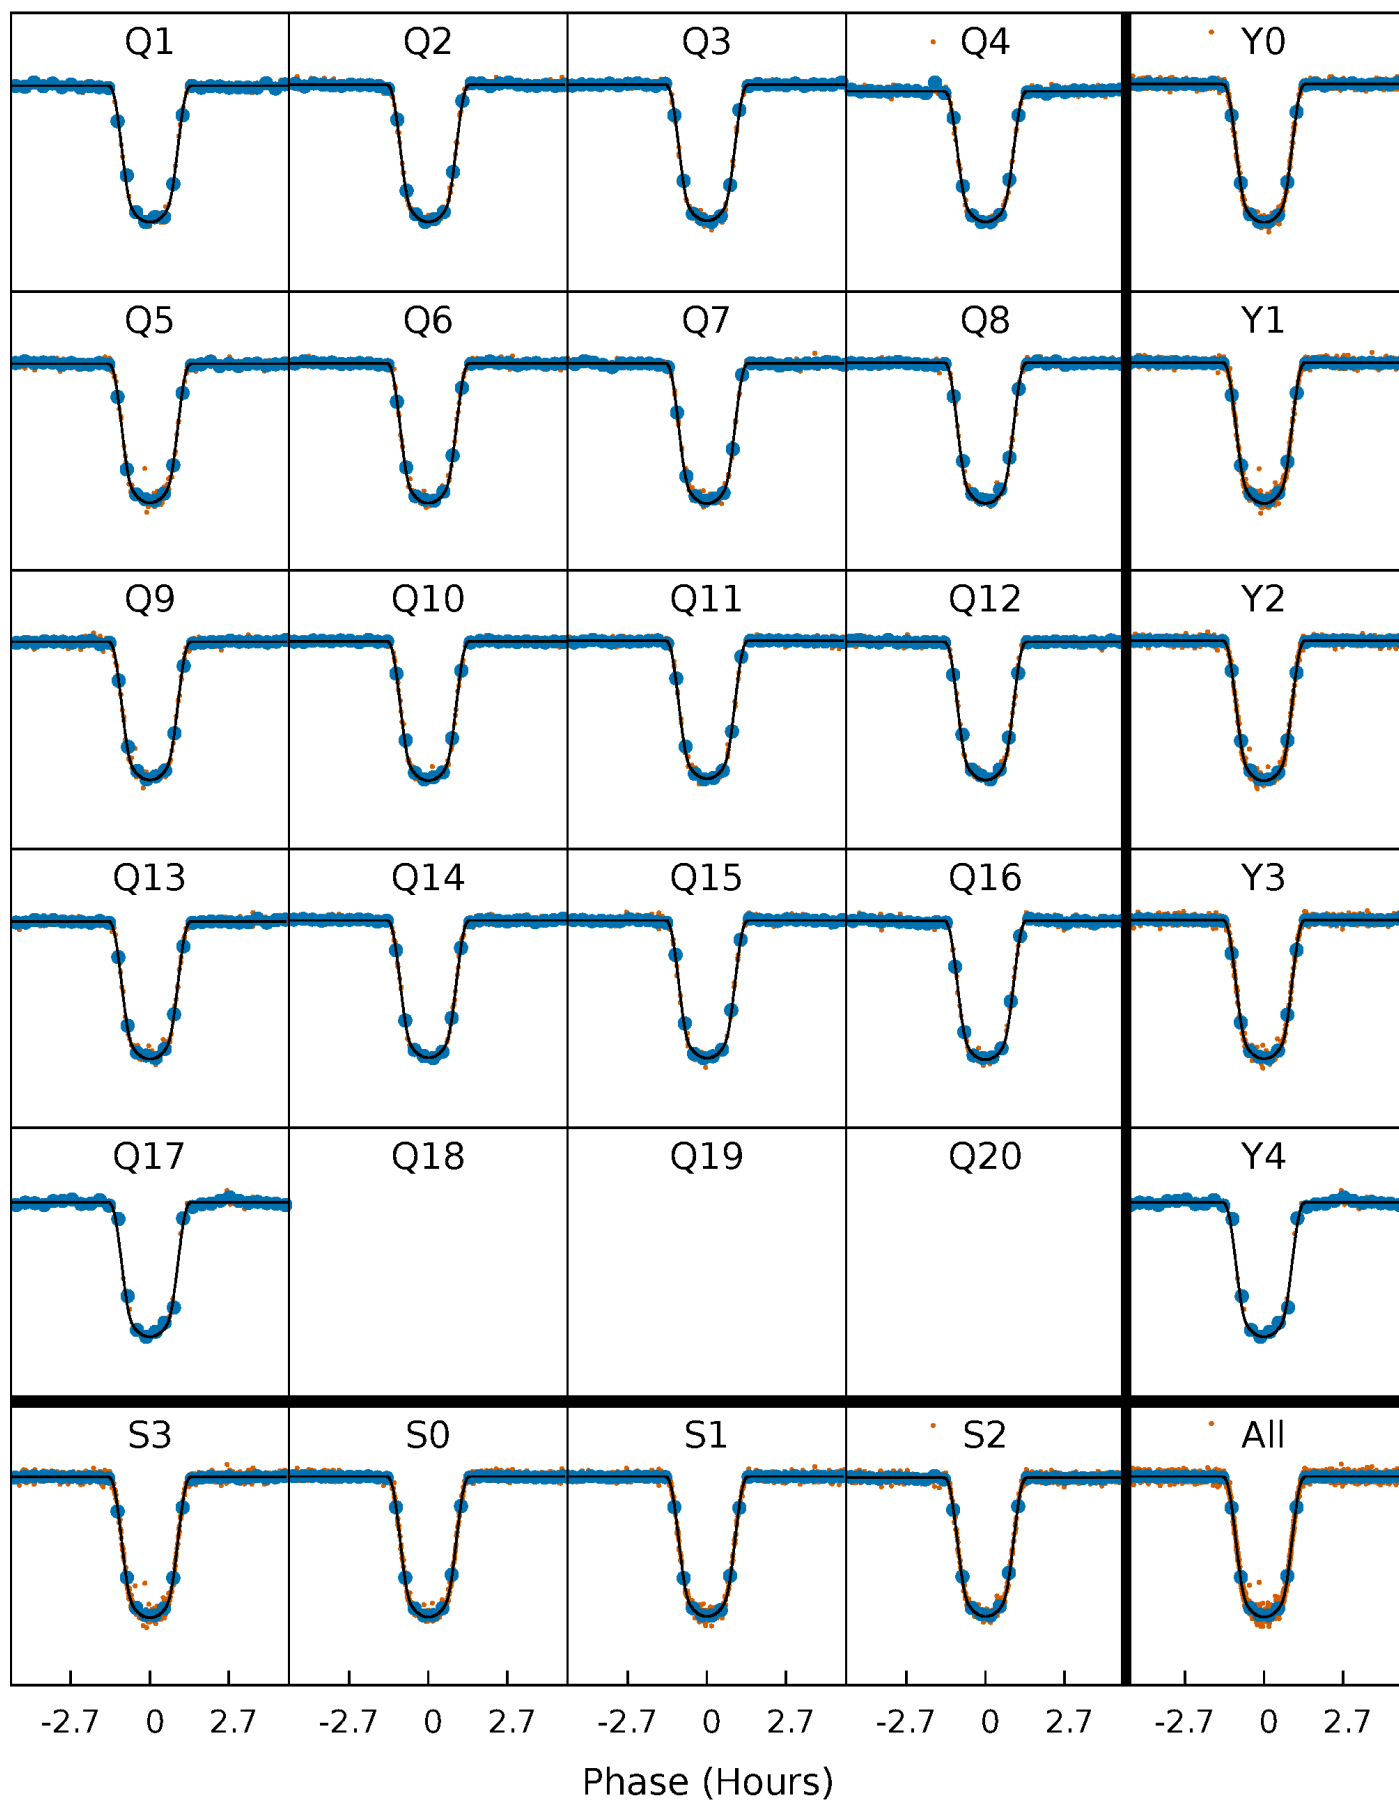 Q1 Q2 Q3 Q4 Y0
Q5 Q6 Q7 Q8 Y1
Q9 Q10 Q11 Q12 Y2
Q13 Q14 Q15 Q16 Y3
Q17 Q18 Q19 Q20 Y4
S3 S0 S1 S2 All
-2.7 0 2.7 -2.7 0 2.7 -2.7 0 2.7 -2.7 0 2.7 -2.7 0 2.7
Phase (Hours)